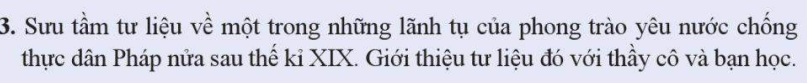 3. Sưu tầm tư liệu về một trong những lãnh tụ của phong trào yêu nước chống
thực dân Pháp nửa sau thế kỉ XIX. Giới thiệu tư liệu đó với thầy cô và bạn học.